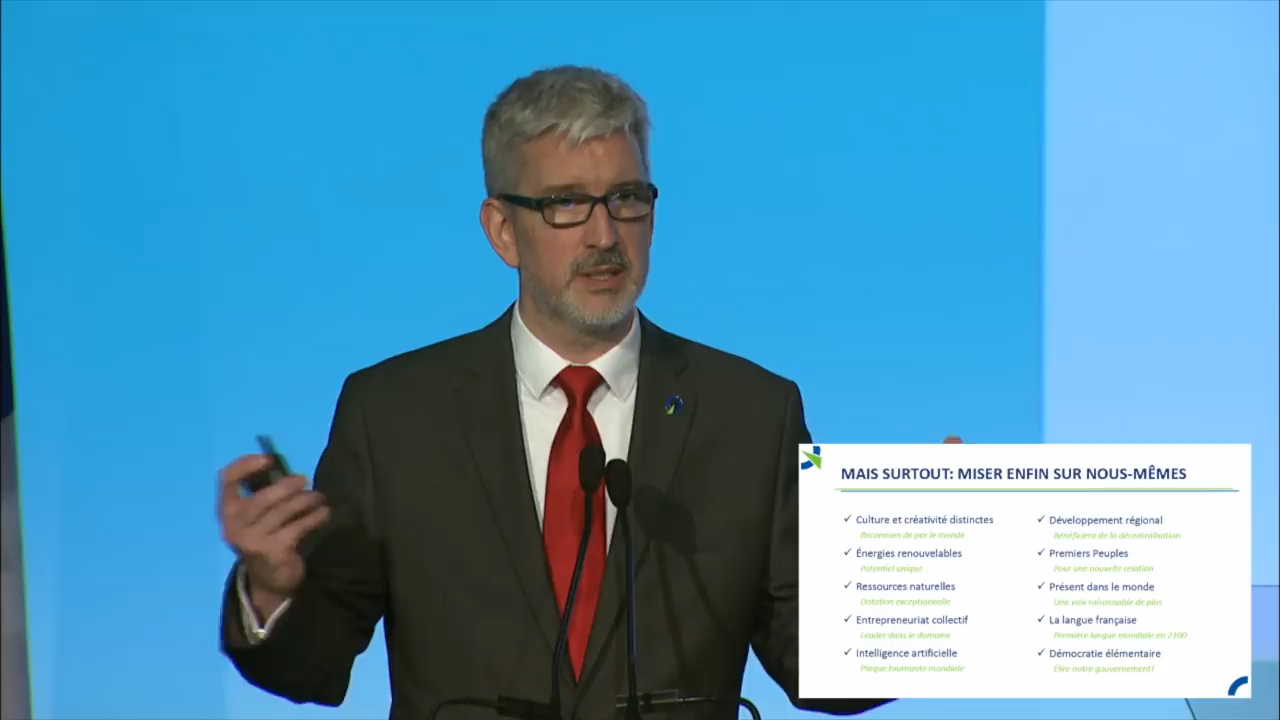 MAIS SURTOUT: MISER ENFIN SUR NOUS-MÊMES
✓ Culture et créativité distinctes
Reconnues de par le monde
✓ Énergies renouvelables
Potentiel unique
✓ Ressources naturelles
Dotation exceptionnelle
✓ Entrepreneuriat collectif
Leader dans le domaine
✓ Intelligence artificielle
Plaque tournante mondiale
✓ Développement régional
Bénéficiera de la décentralisation
✓ Premiers Peuples
Pour une nouvelle relation
✓ Présent dans le monde
Une voix raisonnable de plus
✓ La langue française
Première langue mondiale en 2100
✓ Démocratie élémentaire
Élire notre gouvernement!